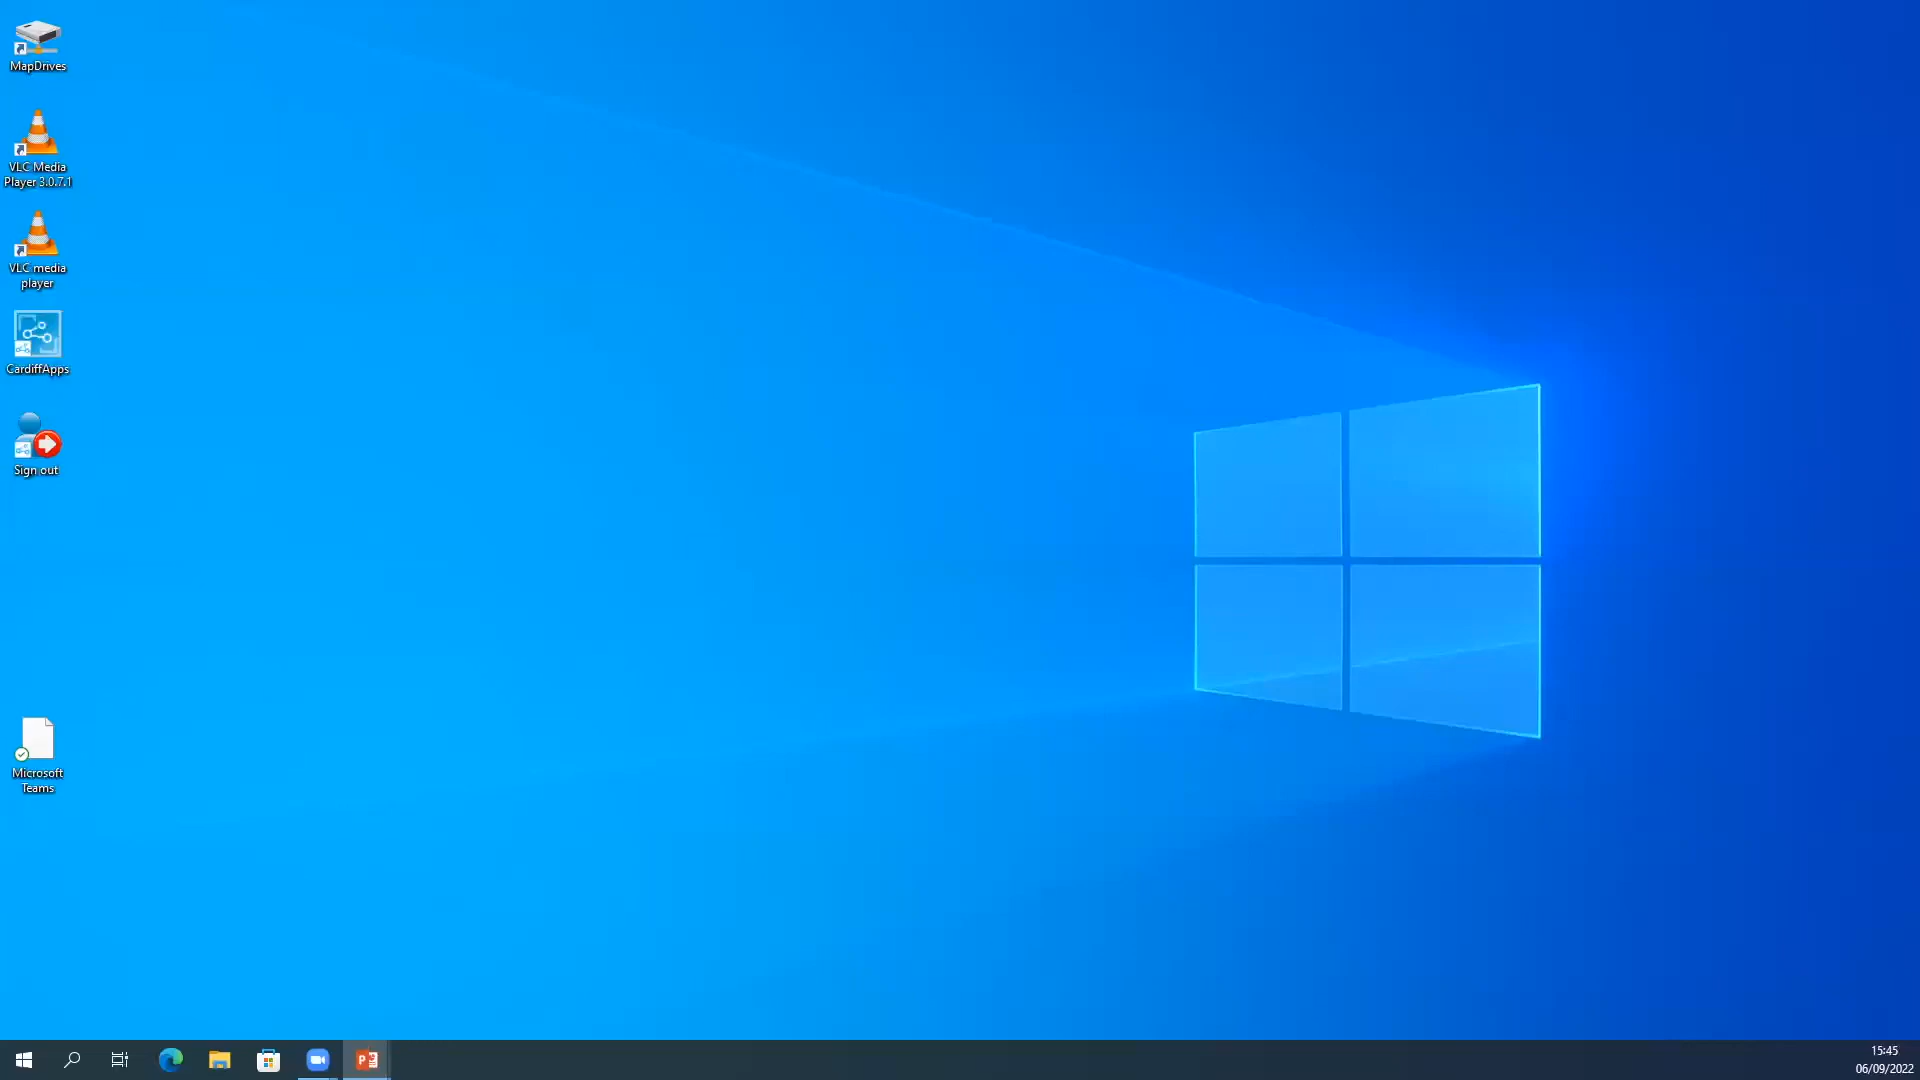 MapDrives
VLC Media
Player 3.0.7.1
VLC media
player
CardiffApps
Sign out
Microsoft
Teams
P
15:45
06/09/2022